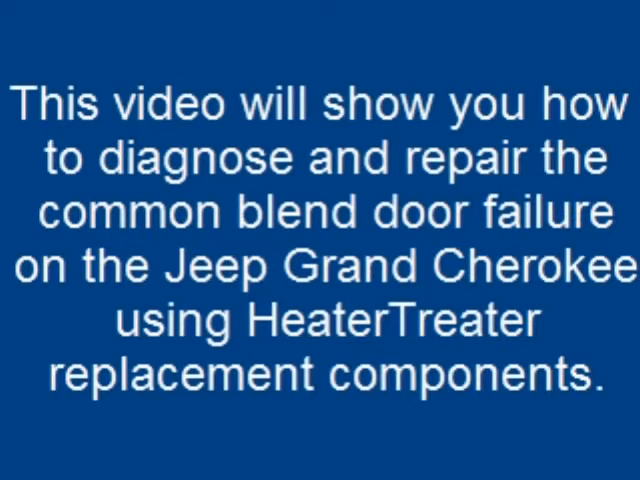 This video will show you how
to diagnose and repair the
common blend door failure
on the Jeep Grand Cherokee
using HeaterTreater
replacement components.